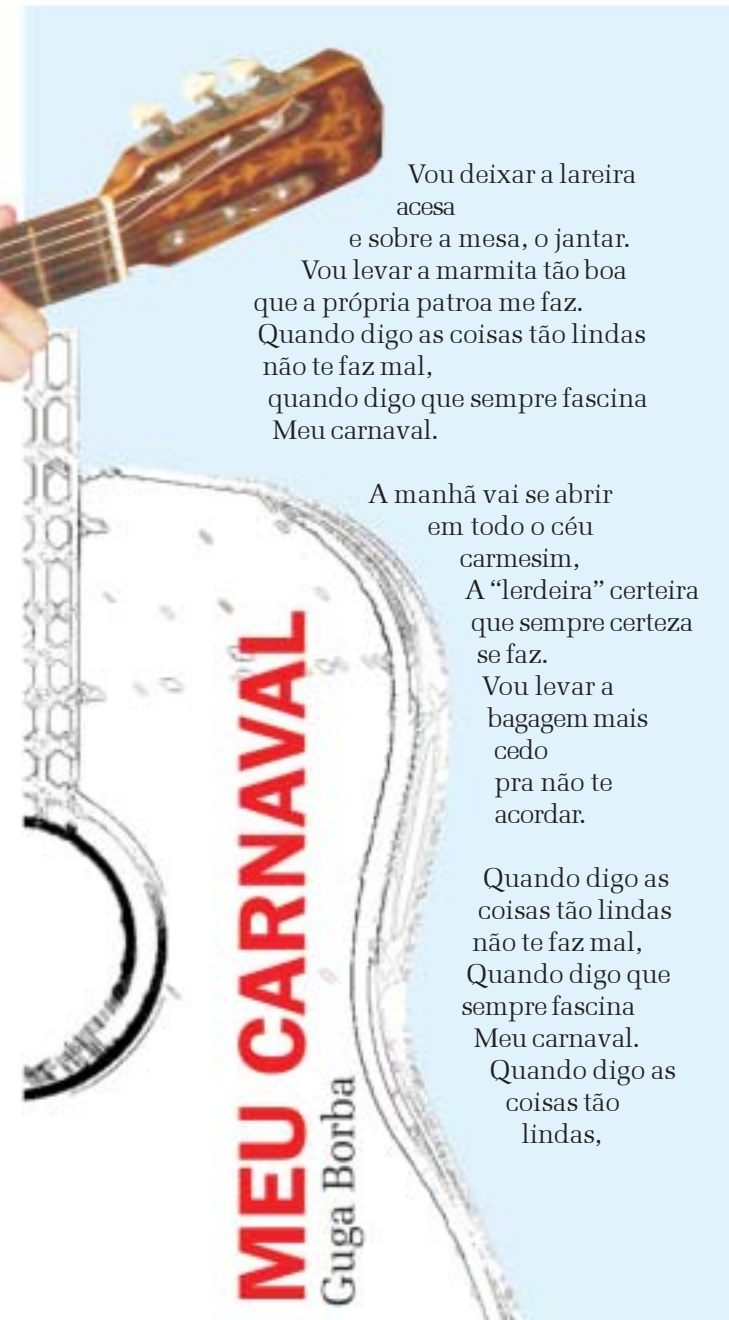 MEU CARNAVAL
Guga Borba
Vou deixar a lareira
acesa
e sobre a mesa, o jantar.
Vou levar a marmita tão boa
que a própria patroa me faz.
Quando digo as coisas tão lindas
não te faz mal,
quando digo que sempre fascina
Meu carnaval.
A manhã vai se abrir
em todo o céu
carmesim,
A “lerdeira” certeira
que sempre certeza
se faz.
Vou levar a
bagagem mais
cedo
pra não te
acordar.
Quando digo as
coisas tão lindas
não te faz mal,
Quando digo que
sempre fascina
Meu carnaval.
Quando digo as
coisas tão
lindas,